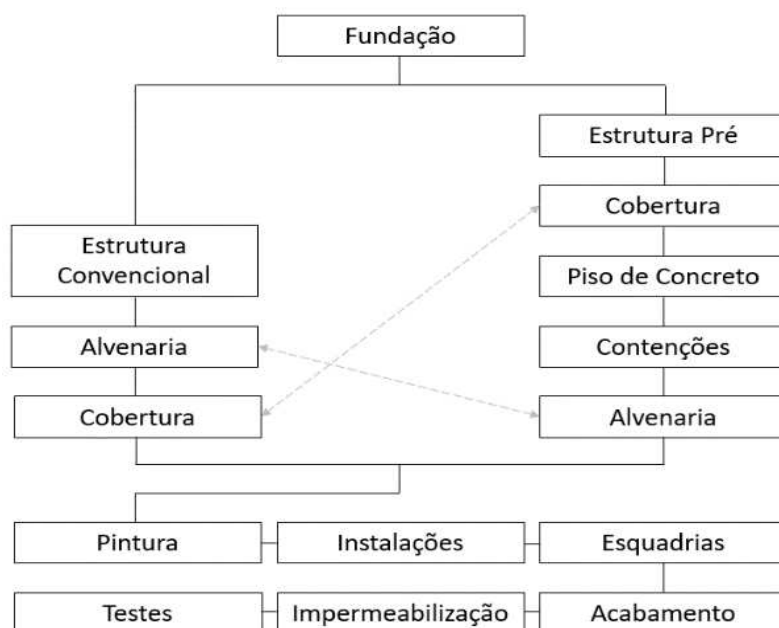 Fundação
Estrutura Pré
Cobertura
Estrutura
Convencional
Piso de Concreto
Alvenaria
Contenções
Cobertura
Alvenaria
Pintura
Instalações
Esquadrias
Testes
Impermeabilização
Acabamento